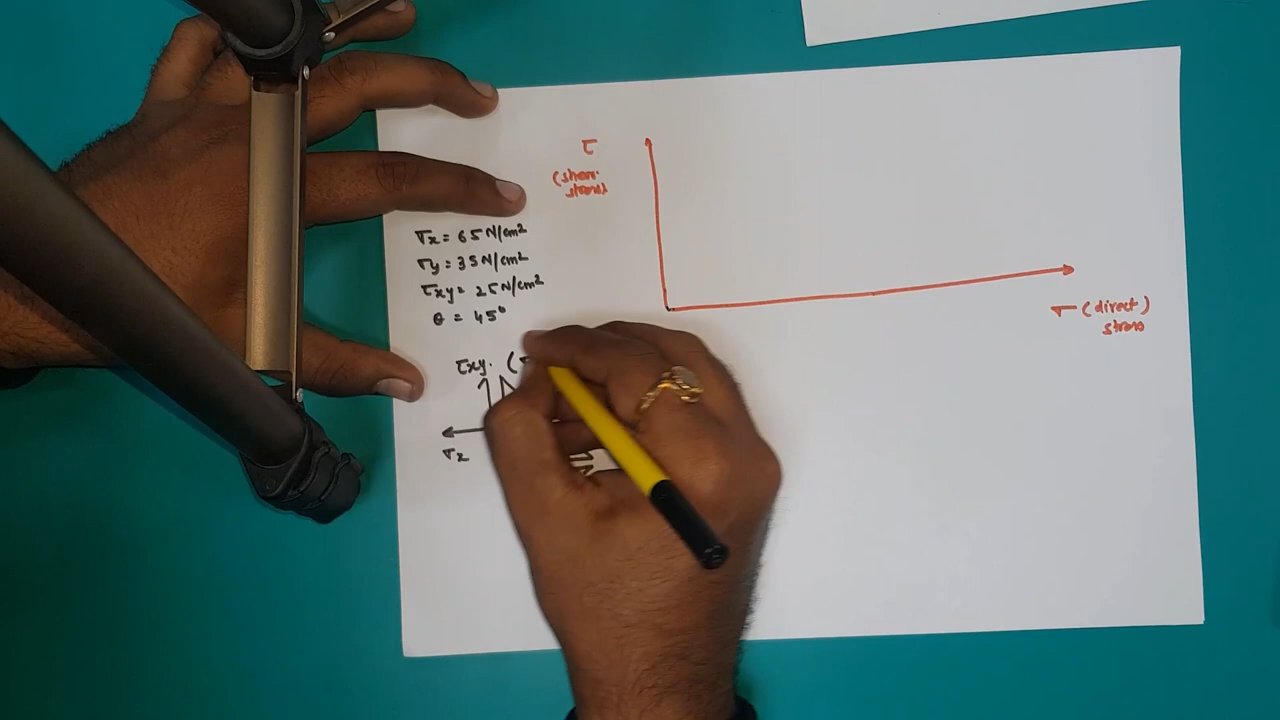 τ
(shear
stress)
σx = 65 N/cm²
σy = 35 N/cm²
τxy = 25 N/cm²
θ = 45°
σ (direct)
stress
τxy. (
σx